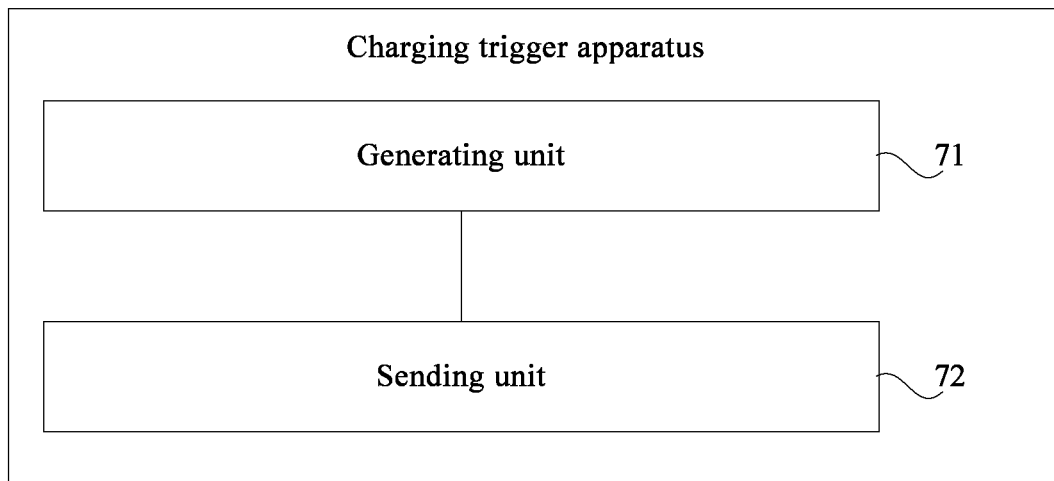 Charging trigger apparatus
Generating unit
71
Sending unit
72